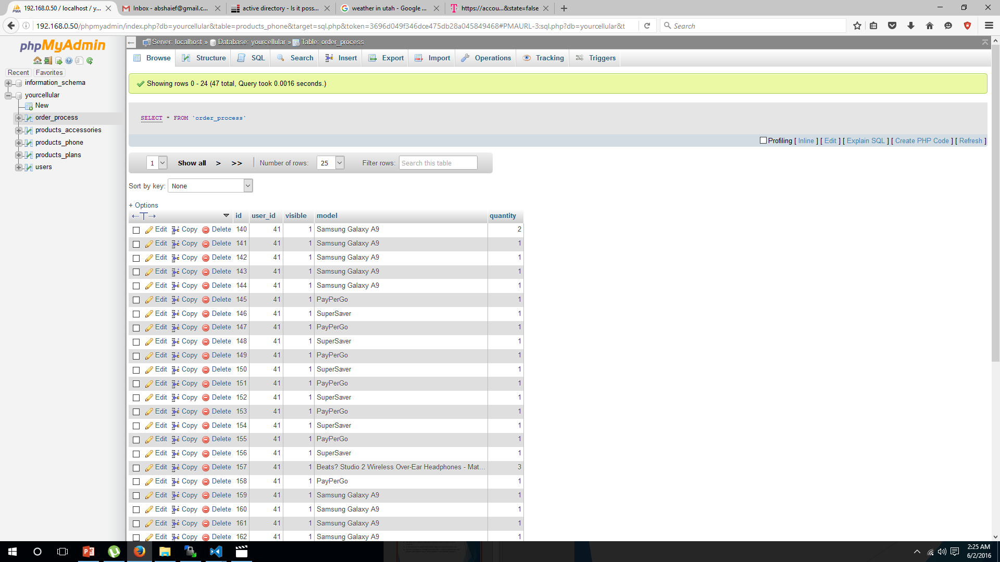 192.168.0.50 / localhost / y...
Inbox - abshaief@gmail.c...
active directory - Is it poss...
weather in utah - Google ...
https://accou...&state=false
192.168.0.50/phpmyadmin/index.php?db=yourcellular&table=products_phone&target=sql.php&token=3696d049f346dce475db28a045849468#PMAURL-3:sql.php?db=yourcellular&t
Search
phpMyAdmin
Recent Favorites
information_schema
yourcellular
New
order_process
products_accessories
products_phone
products_plans
users
Server: localhost » Database: yourcellular » Table: order_process
Browse Structure SQL Search Insert Export Import Operations Tracking Triggers
Showing rows 0 - 24 (47 total, Query took 0.0016 seconds.)
SELECT * FROM `order_process`
Profiling [ Inline ] [ Edit ] [ Explain SQL ] [ Create PHP Code ] [ Refresh ]
1 Show all > >> Number of rows: 25 Filter rows: Search this table
Sort by key: None
+ Options
←T→ id user_id visible model quantity
Edit Copy Delete 140 41 1 Samsung Galaxy A9 2
Edit Copy Delete 141 41 1 Samsung Galaxy A9 1
Edit Copy Delete 142 41 1 Samsung Galaxy A9 1
Edit Copy Delete 143 41 1 Samsung Galaxy A9 1
Edit Copy Delete 144 41 1 Samsung Galaxy A9 1
Edit Copy Delete 145 41 1 PayPerGo 1
Edit Copy Delete 146 41 1 SuperSaver 1
Edit Copy Delete 147 41 1 PayPerGo 1
Edit Copy Delete 148 41 1 SuperSaver 1
Edit Copy Delete 149 41 1 PayPerGo 1
Edit Copy Delete 150 41 1 SuperSaver 1
Edit Copy Delete 151 41 1 PayPerGo 1
Edit Copy Delete 152 41 1 SuperSaver 1
Edit Copy Delete 153 41 1 PayPerGo 1
Edit Copy Delete 154 41 1 SuperSaver 1
Edit Copy Delete 155 41 1 PayPerGo 1
Edit Copy Delete 156 41 1 SuperSaver 1
Edit Copy Delete 157 41 1 Beats? Studio 2 Wireless Over-Ear Headphones - Mat... 3
Edit Copy Delete 158 41 1 PayPerGo 1
Edit Copy Delete 159 41 1 Samsung Galaxy A9 1
Edit Copy Delete 160 41 1 Samsung Galaxy A9 1
Edit Copy Delete 161 41 1 Samsung Galaxy A9 1
Edit Copy Delete 162 41 1 Samsung Galaxy A9 1
2:25 AM
6/2/2016